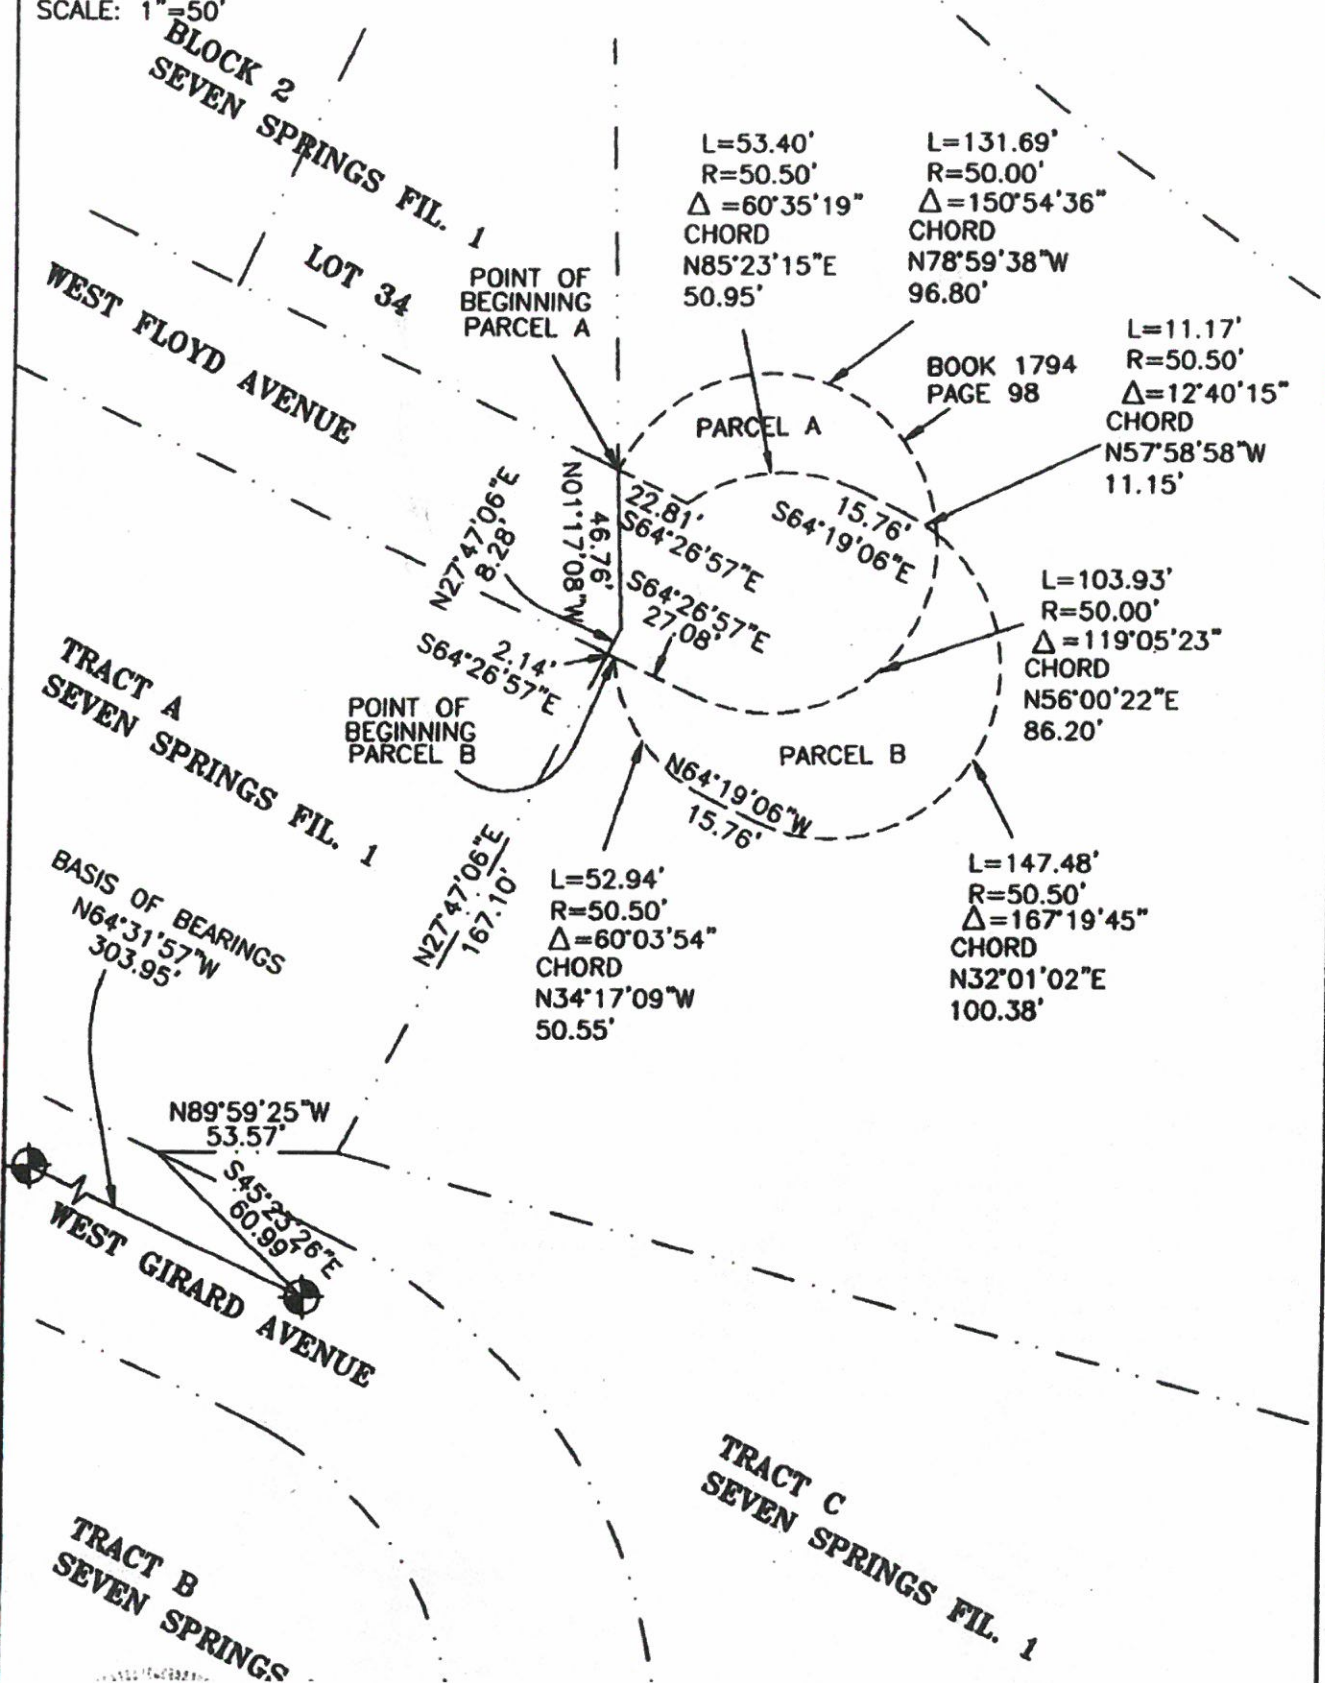 SCALE: 1"=50'
BLOCK 2
SEVEN SPRINGS FIL. 1
LOT 34
WEST FLOYD AVENUE
POINT OF
BEGINNING
PARCEL A
L=53.40'
R=50.50'
Δ =60°35'19"
CHORD
N85°23'15"E
50.95'
L=131.69'
R=50.00'
Δ=150°54'36"
CHORD
N78°59'38"W
96.80'
BOOK 1794
PAGE 98
L=11.17'
R=50.50'
Δ=12°40'15"
CHORD
N57°58'58"W
11.15'
PARCEL A
N27°47'06"E
8.28'
N01°17'08"W
46.76'
22.81'
S64°26'57"E
15.76'
S64°19'06"E
S64°26'57"E
27.08'
2.14'
S64°26'57"E
L=103.93'
R=50.00'
Δ=119°05'23"
CHORD
N56°00'22"E
86.20'
TRACT A
SEVEN SPRINGS FIL. 1
POINT OF
BEGINNING
PARCEL B
PARCEL B
N64°19'06"W
15.76'
N27°47'06"E
167.10'
L=52.94'
R=50.50'
Δ=60°03'54"
CHORD
N34°17'09"W
50.55'
L=147.48'
R=50.50'
Δ=167°19'45"
CHORD
N32°01'02"E
100.38'
BASIS OF BEARINGS
N64°31'57"W
303.95'
N89°59'25"W
53.57'
S45°23'26"E
60.99'
WEST GIRARD AVENUE
TRACT C
SEVEN SPRINGS FIL. 1
TRACT B
SEVEN SPRINGS